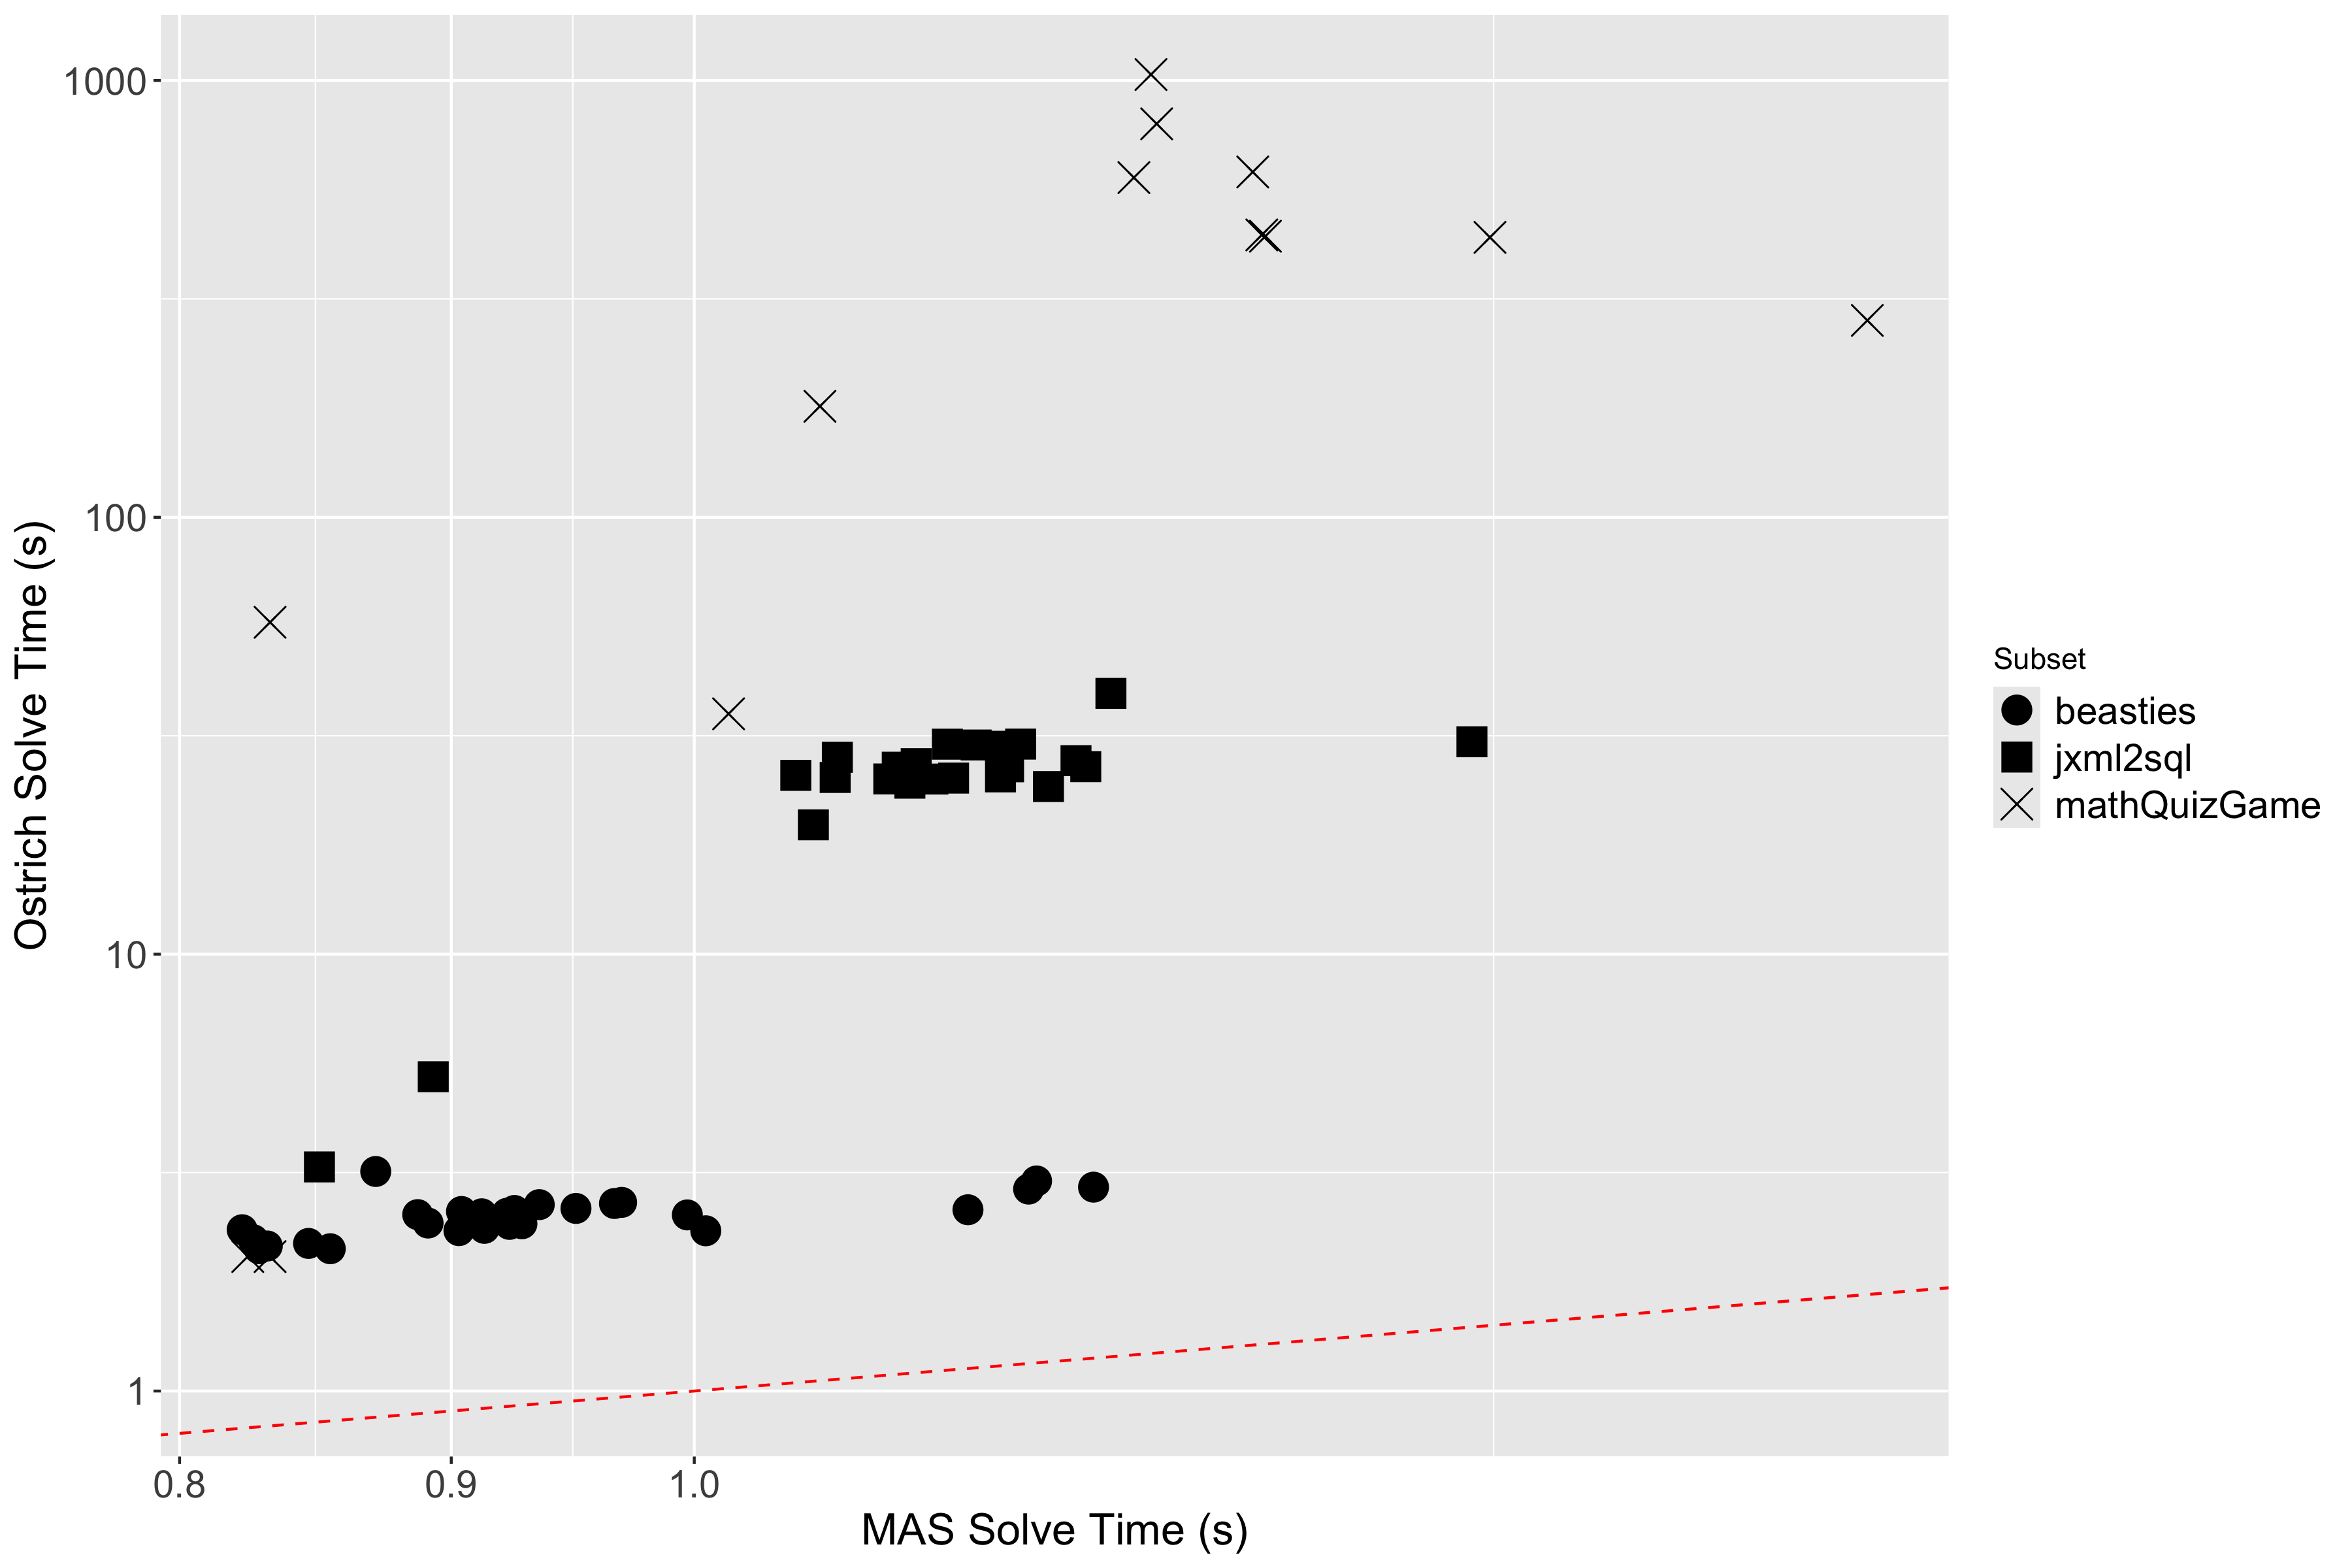 1000
100
10
1
Ostrich Solve Time (s)
0.8 0.9 1.0
MAS Solve Time (s)
Subset
beasties
jxml2sql
mathQuizGame